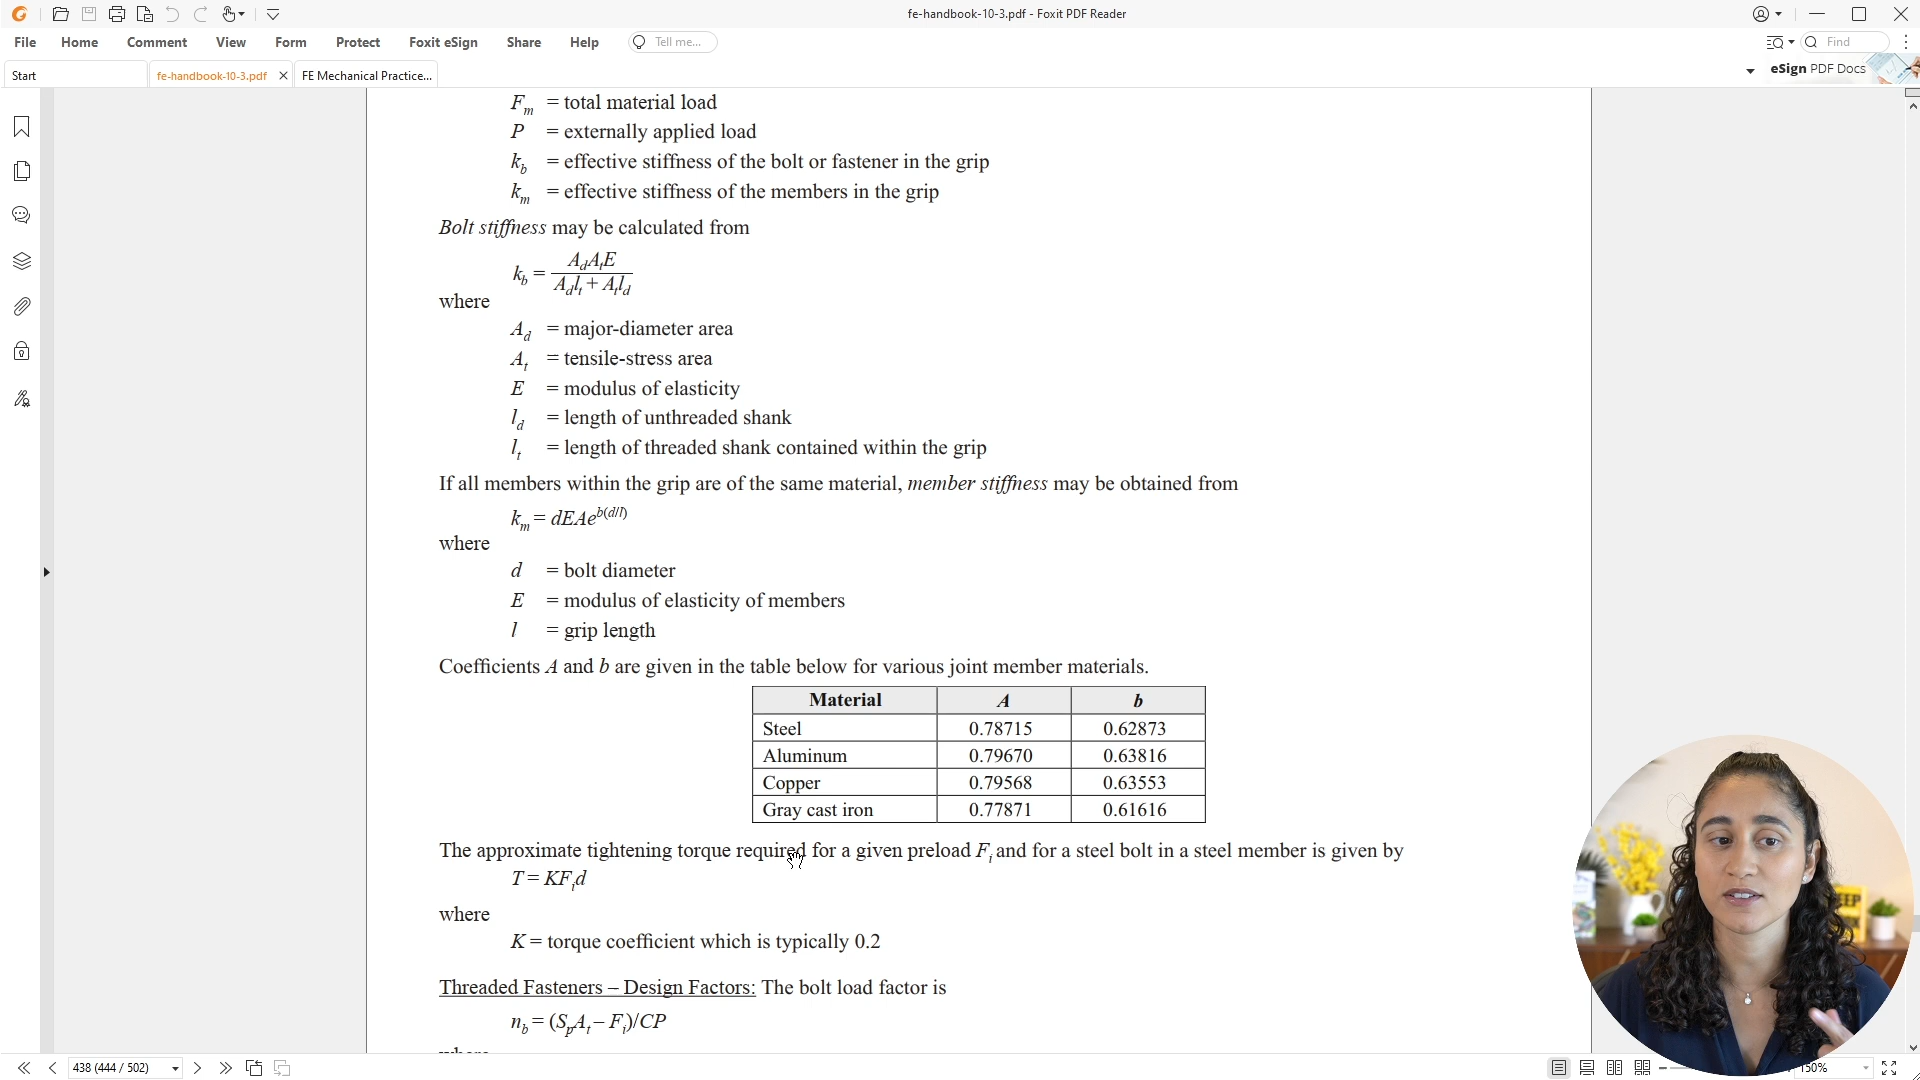 fe-handbook-10-3.pdf - Foxit PDF Reader
File Home Comment View Form Protect Foxit eSign Share Help Tell me... Find
Start fe-handbook-10-3.pdf FE Mechanical Practice... eSign PDF Docs
Fm = total material load
P = externally applied load
kb = effective stiffness of the bolt or fastener in the grip
km = effective stiffness of the members in the grip
Bolt stiffness may be calculated from
kb = AdAtE / Adlt + Atld
where
Ad = major-diameter area
At = tensile-stress area
E = modulus of elasticity
ld = length of unthreaded shank
lt = length of threaded shank contained within the grip
If all members within the grip are of the same material, member stiffness may be obtained from
km = dEAe^b(d/l)
where
d = bolt diameter
E = modulus of elasticity of members
l = grip length
Coefficients A and b are given in the table below for various joint member materials.
Material A b
Steel 0.78715 0.62873
Aluminum 0.79670 0.63816
Copper 0.79568 0.63553
Gray cast iron 0.77871 0.61616
The approximate tightening torque required for a given preload Fi and for a steel bolt in a steel member is given by
T = KFid
where
K = torque coefficient which is typically 0.2
Threaded Fasteners – Design Factors: The bolt load factor is
nb = (SpAt – Fi)/CP
438 (444 / 502) 150%